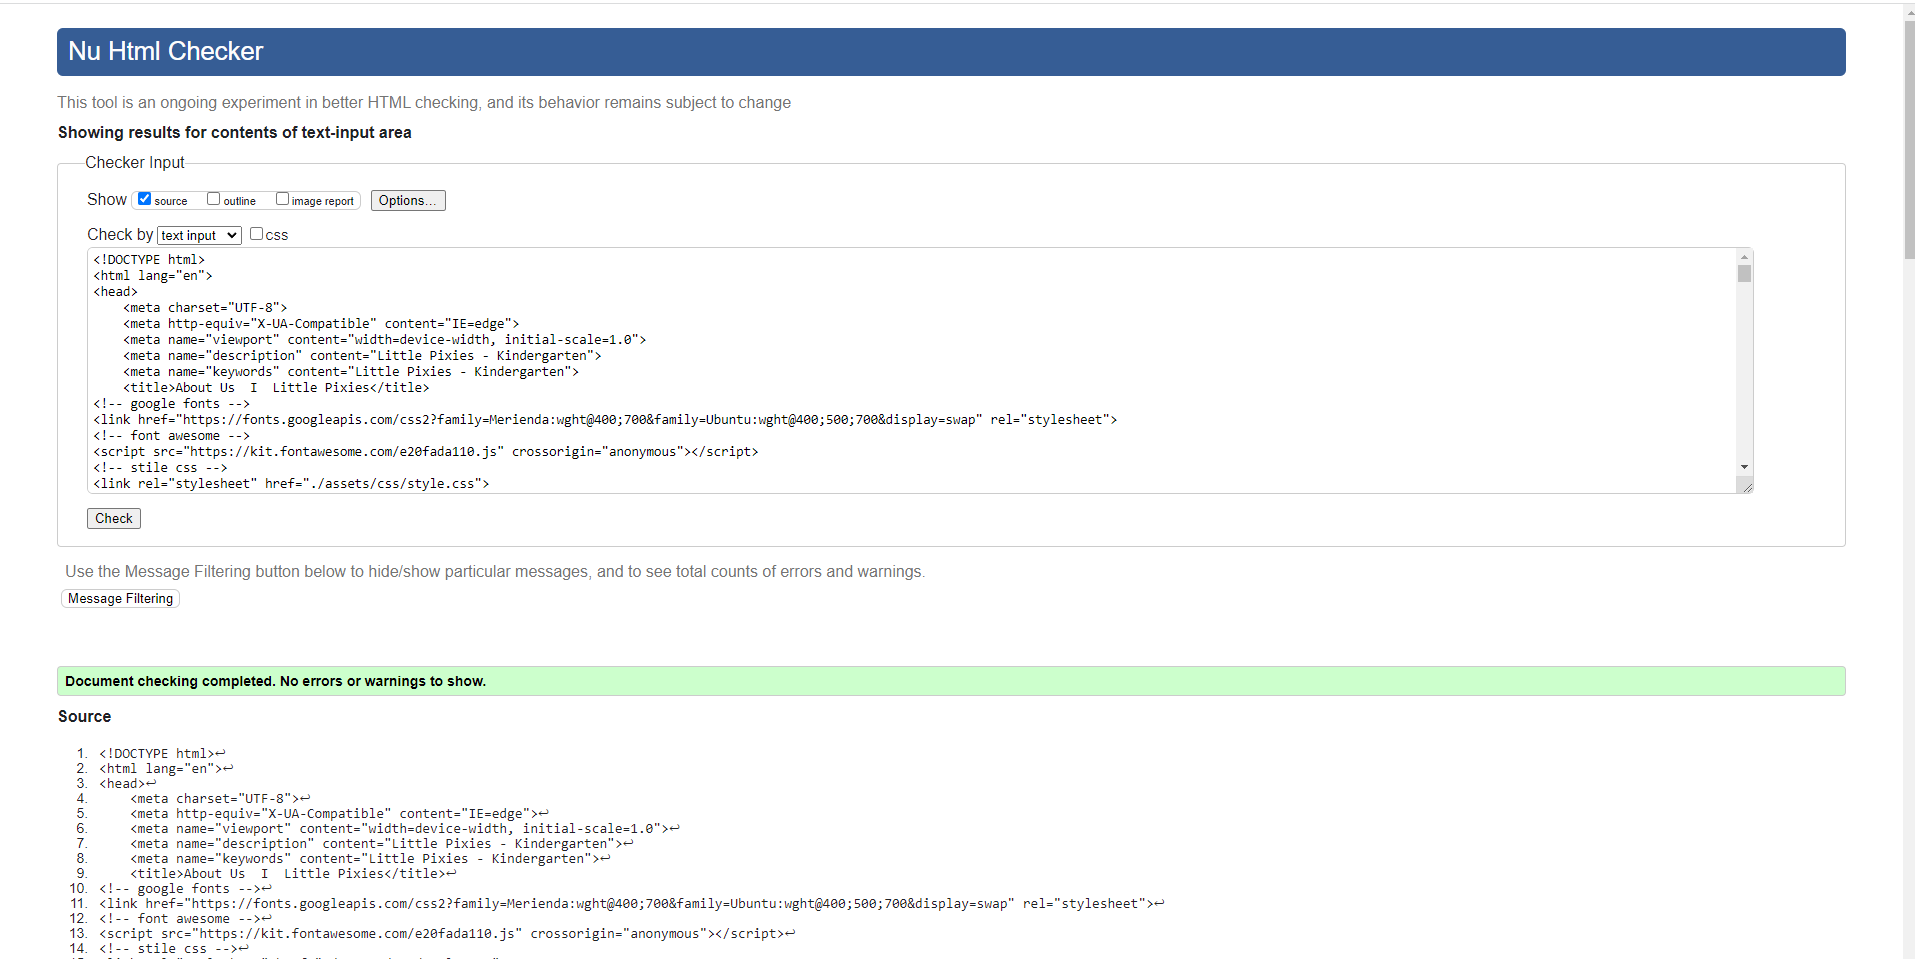 Nu Html Checker
This tool is an ongoing experiment in better HTML checking, and its behavior remains subject to change
Showing results for contents of text-input area
Checker Input
Show source outline image report Options...
Check by text input css
<!DOCTYPE html>
<html lang="en">
<head>
    <meta charset="UTF-8">
    <meta http-equiv="X-UA-Compatible" content="IE=edge">
    <meta name="viewport" content="width=device-width, initial-scale=1.0">
    <meta name="description" content="Little Pixies - Kindergarten">
    <meta name="keywords" content="Little Pixies - Kindergarten">
    <title>About Us  I  Little Pixies</title>
<!-- google fonts -->
<link href="https://fonts.googleapis.com/css2?family=Merienda:wght@400;700&family=Ubuntu:wght@400;500;700&display=swap" rel="stylesheet">
<!-- font awesome -->
<script src="https://kit.fontawesome.com/e20fada110.js" crossorigin="anonymous"></script>
<!-- stile css -->
<link rel="stylesheet" href="./assets/css/style.css">
Check
Use the Message Filtering button below to hide/show particular messages, and to see total counts of errors and warnings.
Message Filtering
Document checking completed. No errors or warnings to show.
Source
1. <!DOCTYPE html>↩
2. <html lang="en">↩
3. <head>↩
4.     <meta charset="UTF-8">↩
5.     <meta http-equiv="X-UA-Compatible" content="IE=edge">↩
6.     <meta name="viewport" content="width=device-width, initial-scale=1.0">↩
7.     <meta name="description" content="Little Pixies - Kindergarten">↩
8.     <meta name="keywords" content="Little Pixies - Kindergarten">↩
9.     <title>About Us  I  Little Pixies</title>↩
10. <!-- google fonts -->↩
11. <link href="https://fonts.googleapis.com/css2?family=Merienda:wght@400;700&family=Ubuntu:wght@400;500;700&display=swap" rel="stylesheet">↩
12. <!-- font awesome -->↩
13. <script src="https://kit.fontawesome.com/e20fada110.js" crossorigin="anonymous"></script>↩
14. <!-- stile css -->↩